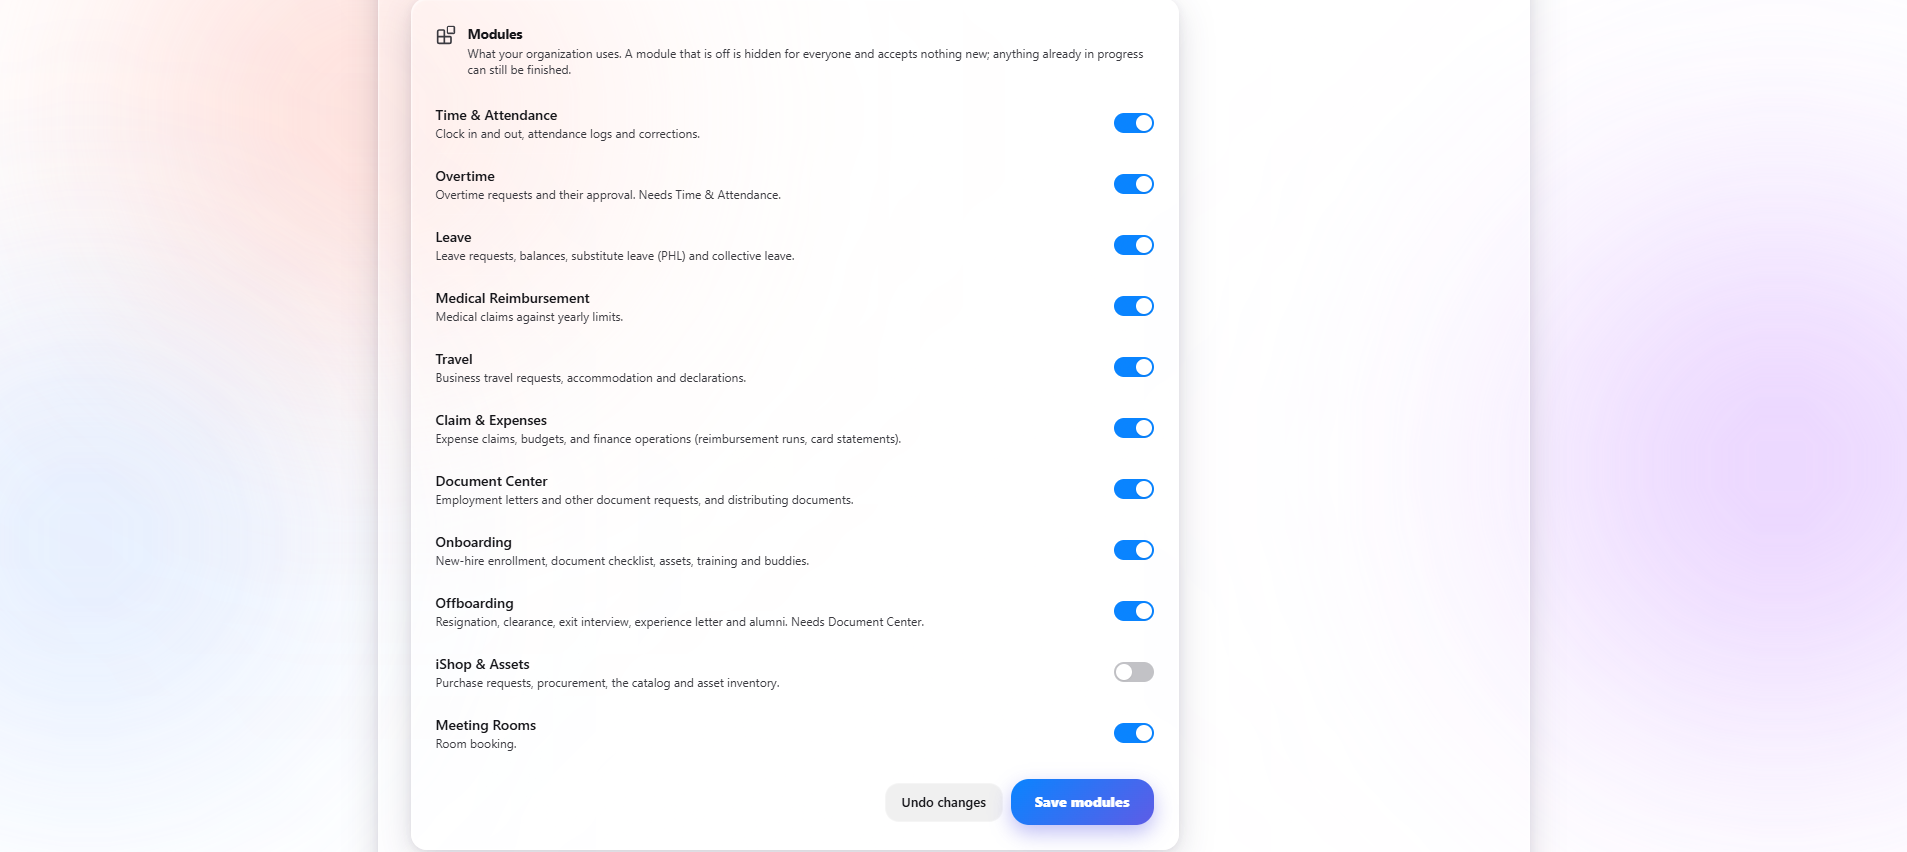 Modules
What your organization uses. A module that is off is hidden for everyone and accepts nothing new; anything already in progress
can still be finished.
Time & Attendance
Clock in and out, attendance logs and corrections.
Overtime
Overtime requests and their approval. Needs Time & Attendance.
Leave
Leave requests, balances, substitute leave (PHL) and collective leave.
Medical Reimbursement
Medical claims against yearly limits.
Travel
Business travel requests, accommodation and declarations.
Claim & Expenses
Expense claims, budgets, and finance operations (reimbursement runs, card statements).
Document Center
Employment letters and other document requests, and distributing documents.
Onboarding
New-hire enrollment, document checklist, assets, training and buddies.
Offboarding
Resignation, clearance, exit interview, experience letter and alumni. Needs Document Center.
iShop & Assets
Purchase requests, procurement, the catalog and asset inventory.
Meeting Rooms
Room booking.
Undo changes
Save modules